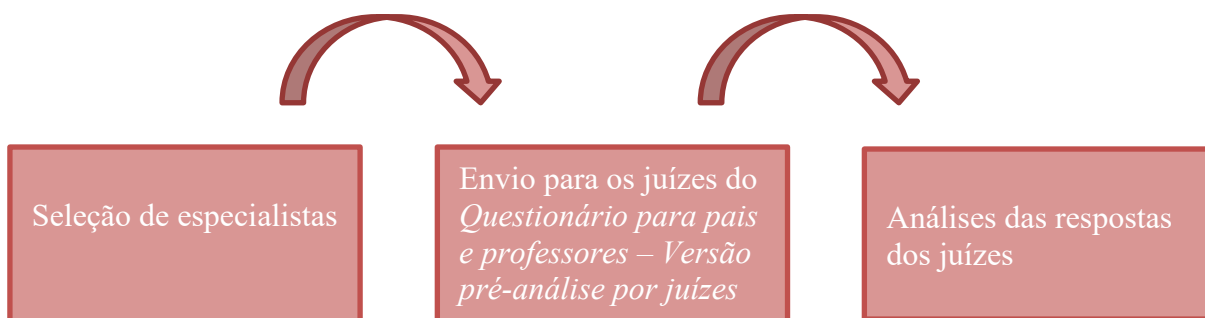 Seleção de especialistas
Envio para os juízes do
Questionário para pais
e professores – Versão
pré-análise por juízes
Análises das respostas
dos juízes